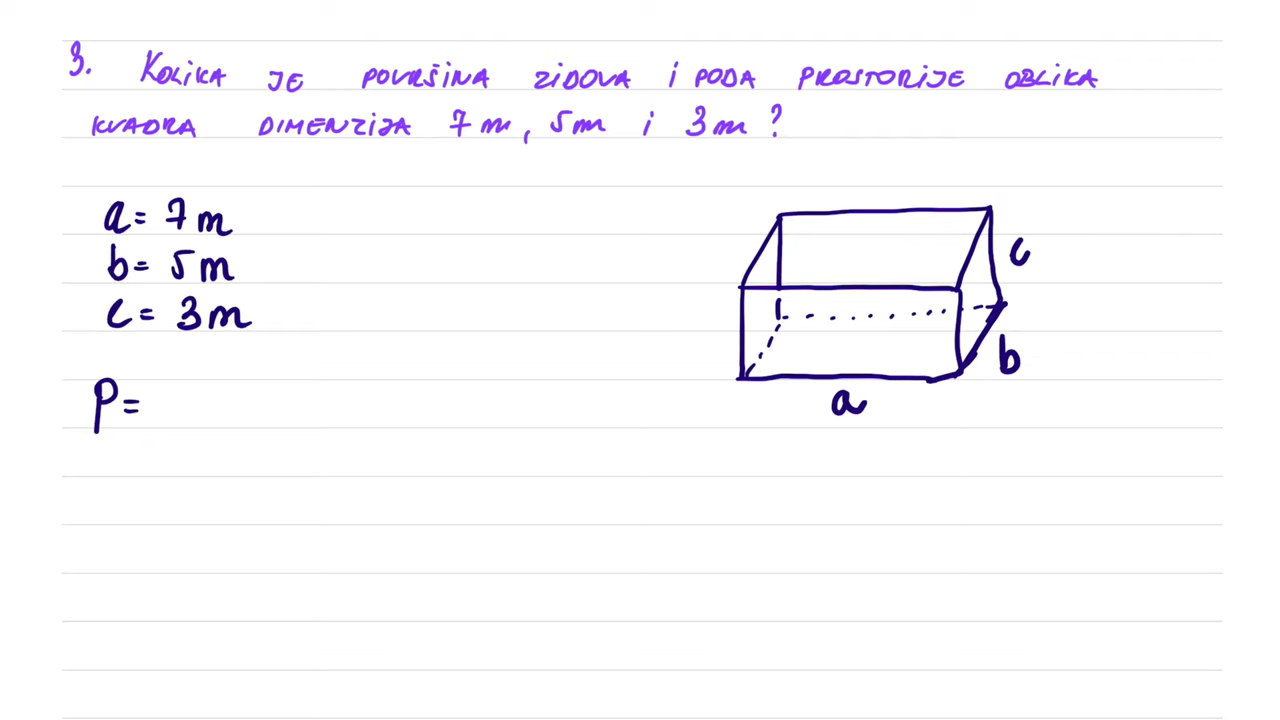 3. KOLIKA JE POVRŠINA ZIDOVA I PODA PROSTORIJE OBLIKA
KVADRA DIMENZIJA 7m, 5m i 3m?
a = 7m
b = 5m
c = 3m
P =
c
b
a